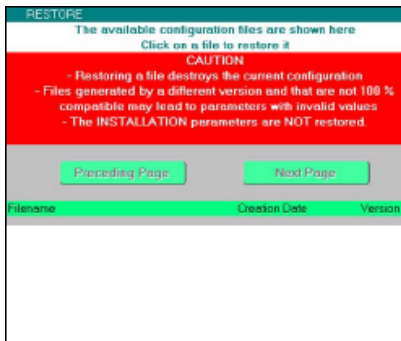 RESTORE
The available configuration files are shown here
Click on a file to restore it
CAUTION
- Restoring a file destroys the current configuration
- Files generated by a different version and that are not 100 %
compatible may lead to parameters with invalid values
- The INSTALLATION parameters are NOT restored.
Preceding Page Next Page
Filename Creation Date Version